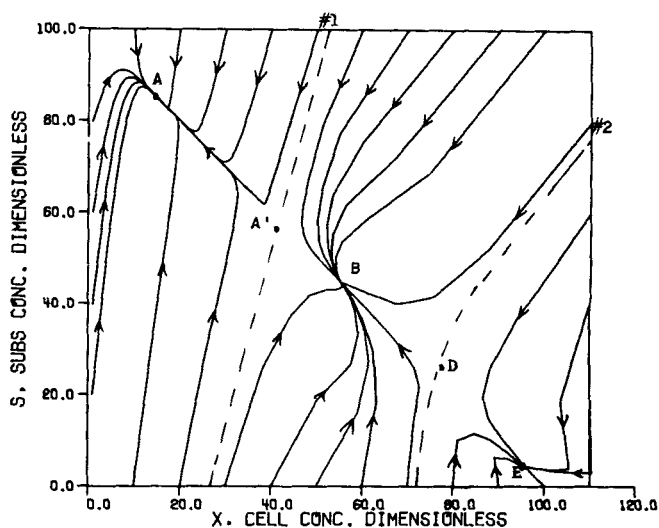 #1
100.0
A
80.0
#2
60.0
A'
B
40.0
D
20.0
E
0.0
0.0 20.0 40.0 60.0 80.0 100.0 120.0
S, SUBS CONC. DIMENSIONLESS
X. CELL CONC. DIMENSIONLESS